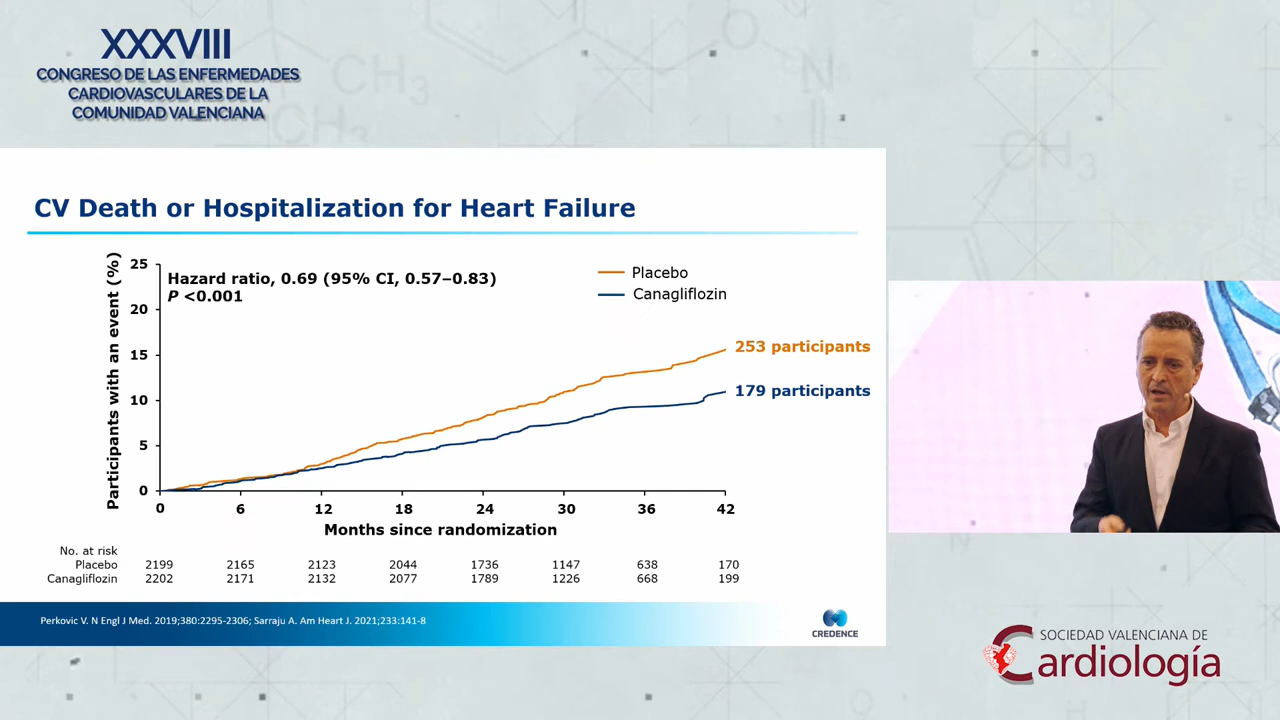 XXXVIII
CONGRESO DE LAS ENFERMEDADES
CARDIOVASCULARES DE LA
COMUNIDAD VALENCIANA
CV Death or Hospitalization for Heart Failure
Participants with an event (%)
25
20
15
10
5
0
Hazard ratio, 0.69 (95% CI, 0.57–0.83)
P <0.001
Placebo
Canagliflozin
253 participants
179 participants
0 6 12 18 24 30 36 42
Months since randomization
No. at risk
Placebo 2199 2165 2123 2044 1736 1147 638 170
Canagliflozin 2202 2171 2132 2077 1789 1226 668 199
Perkovic V. N Engl J Med. 2019;380:2295-2306; Sarraju A. Am Heart J. 2021;233:141-8
CREDENCE
SOCIEDAD VALENCIANA DE
Cardiología
CH3
CH3
CH3
O
N